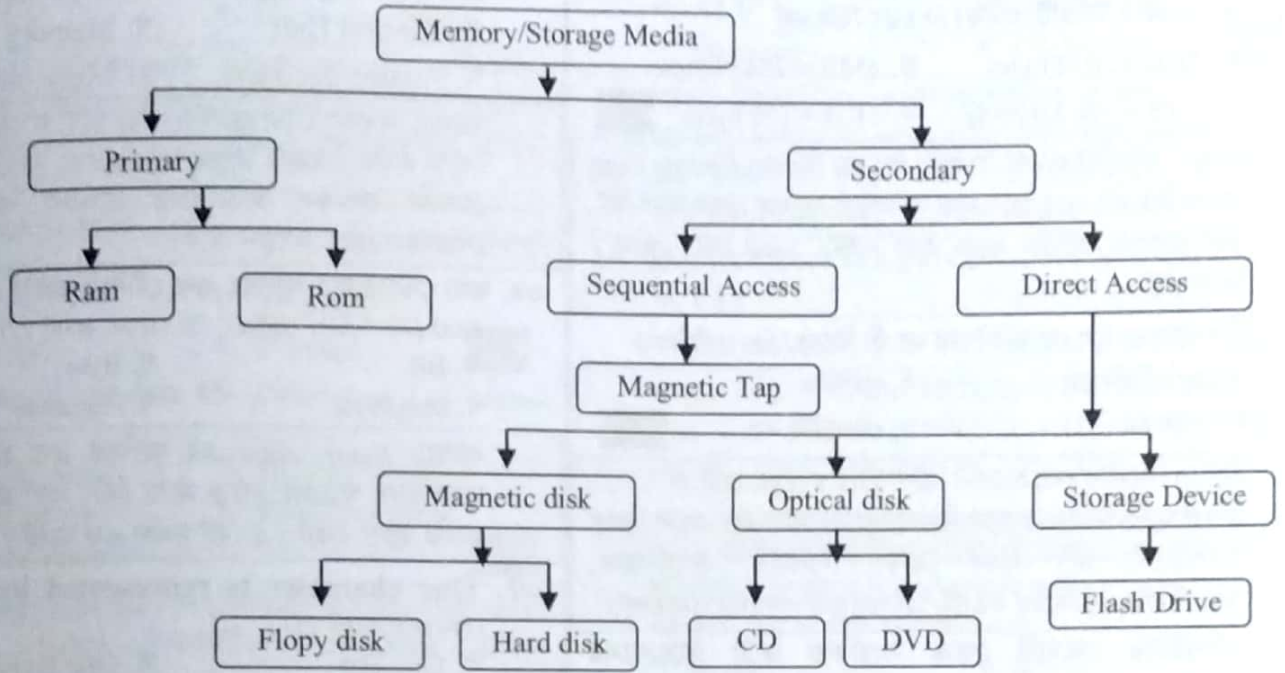 Memory/Storage Media
Primary
Secondary
Ram
Rom
Sequential Access
Direct Access
Magnetic Tap
Magnetic disk
Optical disk
Storage Device
Flopy disk
Hard disk
CD
DVD
Flash Drive